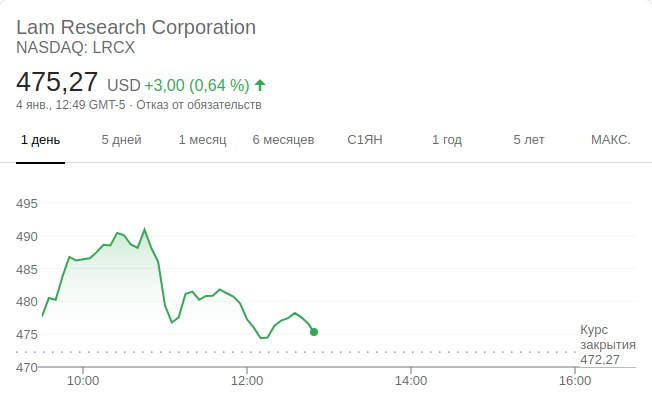 Lam Research Corporation
NASDAQ: LRCX
475,27 USD +3,00 (0,64 %)
4 янв., 12:49 GMT-5 · Отказ от обязательств
1 день 5 дней 1 месяц 6 месяцев С1ЯН 1 год 5 лет МАКС.
495
490
485
480
475
470
Курс
закрытия
472,27
10:00 12:00 14:00 16:00